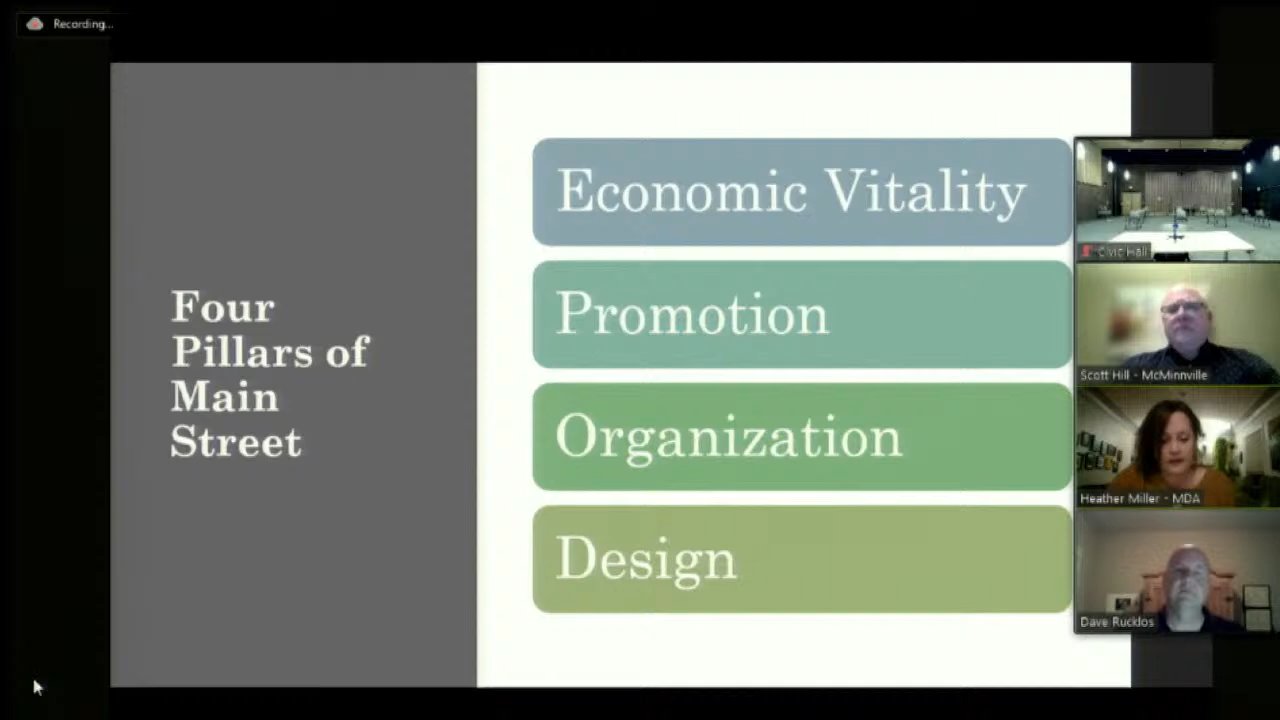 Recording...
Four
Pillars of
Main
Street
Economic Vitality
Promotion
Organization
Design
Civic Hall
Scott Hill - McMinnville
Heather Miller - MDA
Dave Rucklos